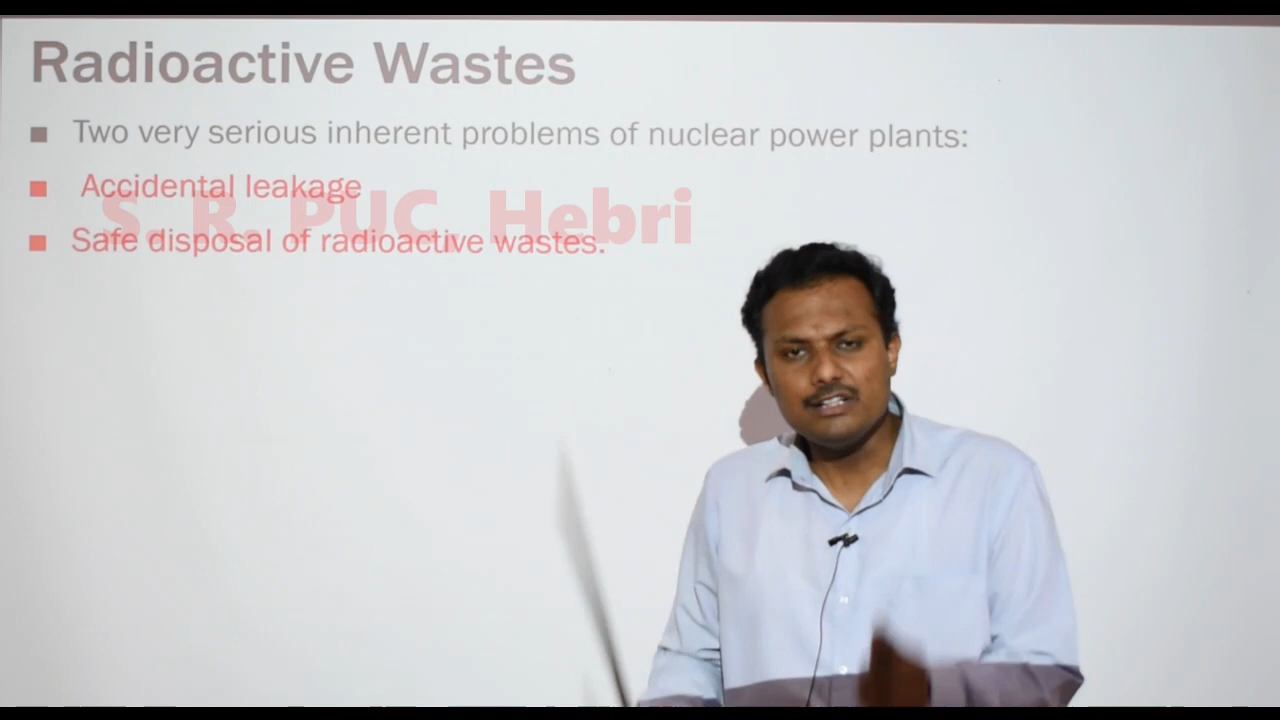 Radioactive Wastes
Two very serious inherent problems of nuclear power plants:
Accidental leakage
S. R. PUC, Hebri
Safe disposal of radioactive wastes.